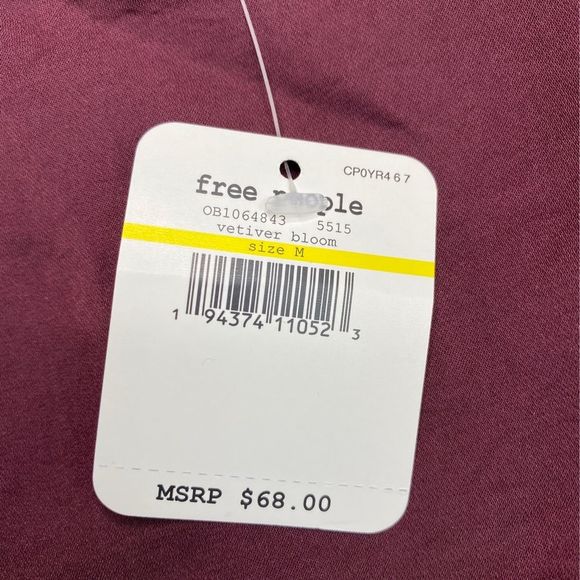 CP0YR467
free people
OB1064843 5515
vetiver bloom
size M
1 94374 11052 3
MSRP $68.00